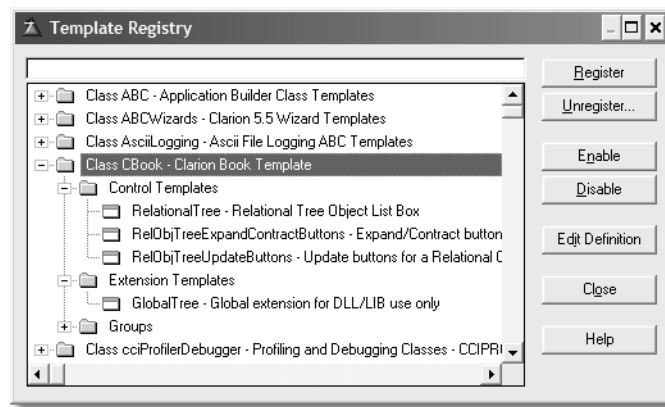 Template Registry
Class ABC - Application Builder Class Templates
Class ABCWizards - Clarion 5.5 Wizard Templates
Class AsciiLogging - Ascii File Logging ABC Templates
Class CBook - Clarion Book Template
Control Templates
RelationalTree - Relational Tree Object List Box
RelObjTreeExpandContractButtons - Expand/Contract button
RelObjTreeUpdateButtons - Update buttons for a Relational
Extension Templates
GlobalTree - Global extension for DLL/LIB use only
Groups
Class cciProfilerDebugger - Profiling and Debugging Classes -
Register
Unregister...
Enable
Disable
Edit Definition
Close
Help